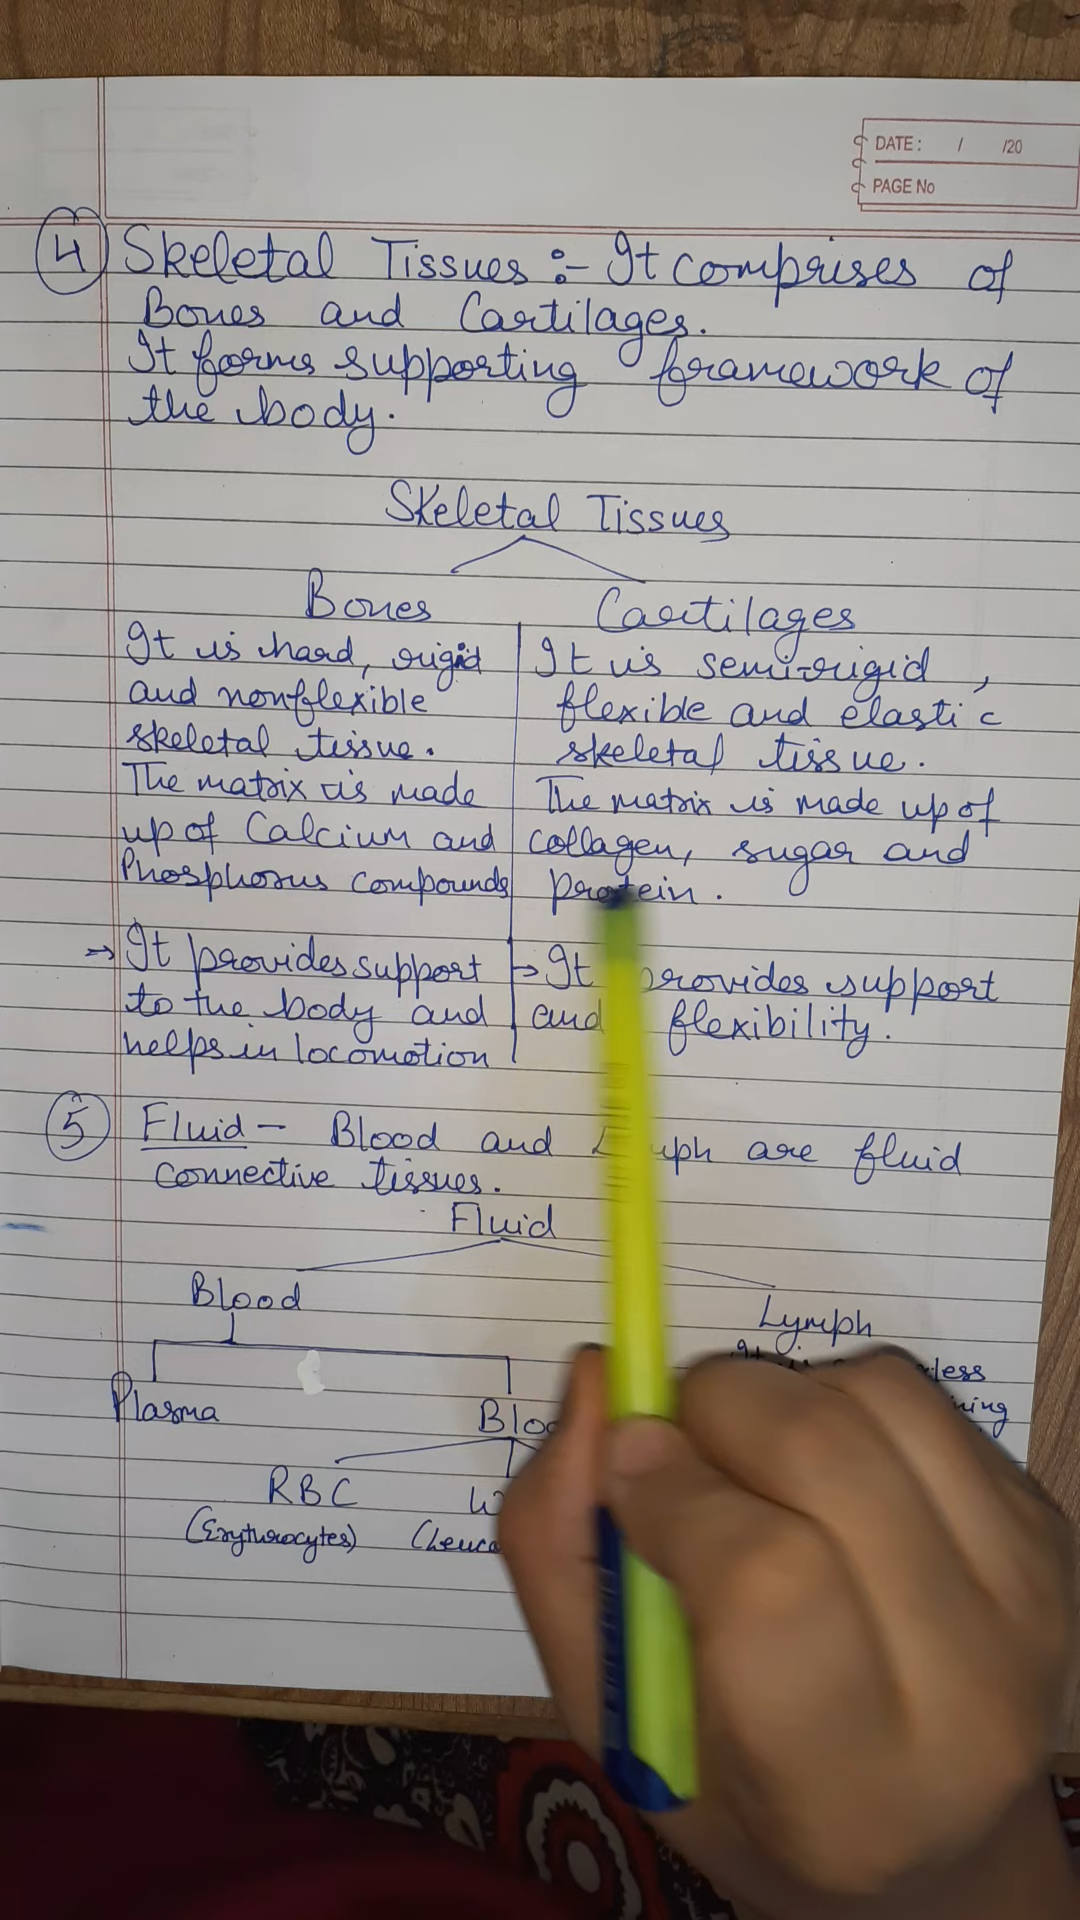 DATE: / /20
PAGE No
4 Skeletal Tissues :- It comprises of
Bones and Cartilages.
It forms supporting framework of
the body.
Skeletal Tissues
Bones
It is hard, rigid
and nonflexible
skeletal tissue.
The matrix is made
up of Calcium and
Phosphorus compounds
→ It provides support
to the body and
helps in locomotion
Cartilages
It is semi-rigid,
flexible and elastic
skeletal tissue.
The matrix is made up of
collagen, sugar and
protein.
→ It provides support
and flexibility.
5 Fluid - Blood and are fluid
connective tissues.
Fluid
Blood
Lymph
Plasma
RBC
(Erythrocytes)